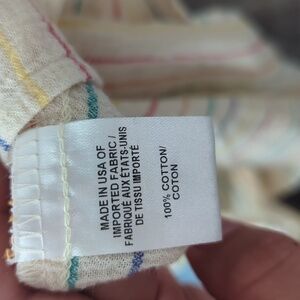 MADE IN USA OF
IMPORTED FABRIC /
FABRIQUÉ AUX ÉTATS-UNIS
DE TISSU IMPORTÉ
100% COTTON/
COTON